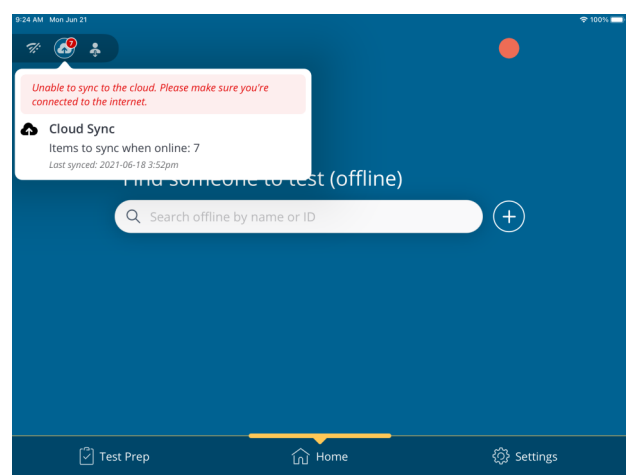 9:24 AM Mon Jun 21
100%
7
Unable to sync to the cloud. Please make sure you're
connected to the internet.
Cloud Sync
Items to sync when online: 7
Last synced: 2021-06-18 3:52pm
Find someone to test (offline)
Search offline by name or ID
Test Prep
Home
Settings